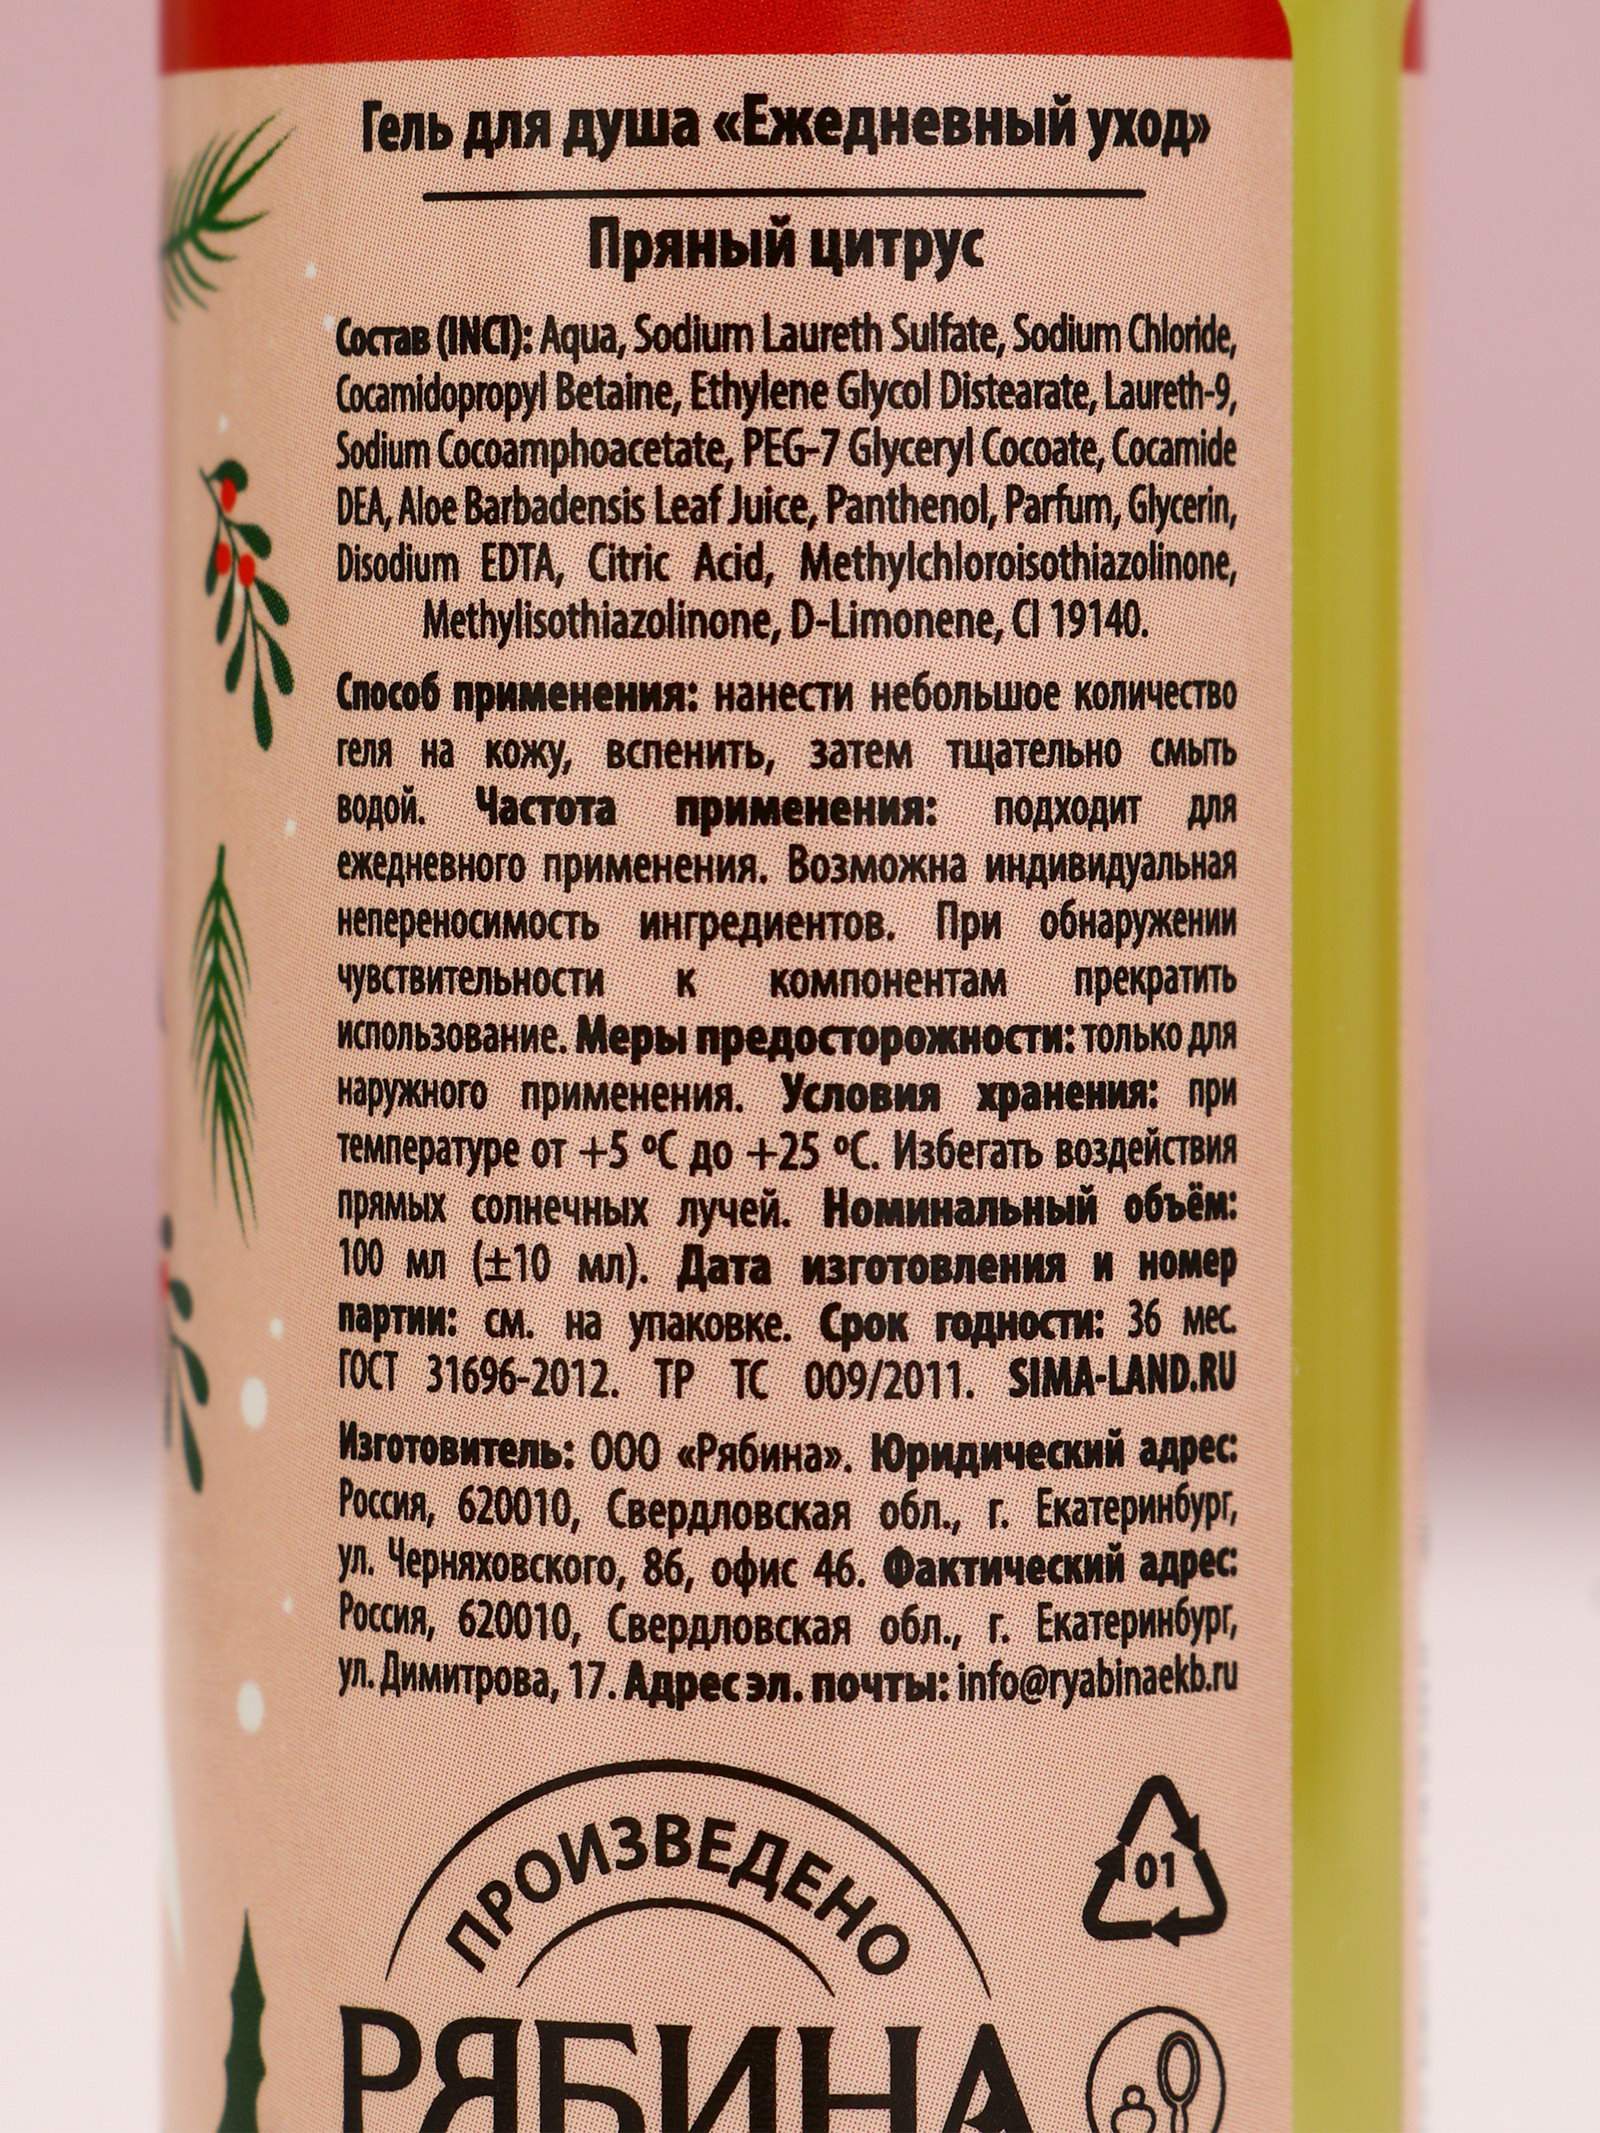 Гель для душа «Ежедневный уход»
Пряный цитрус
Состав (INCI): Aqua, Sodium Laureth Sulfate, Sodium Chloride,
Cocamidopropyl Betaine, Ethylene Glycol Distearate, Laureth-9,
Sodium Cocoamphoacetate, PEG-7 Glyceryl Cocoate, Cocamide
DEA, Aloe Barbadensis Leaf Juice, Panthenol, Parfum, Glycerin,
Disodium EDTA, Citric Acid, Methylchloroisothiazolinone,
Methylisothiazolinone, D-Limonene, CI 19140.
Способ применения: нанести небольшое количество
геля на кожу, вспенить, затем тщательно смыть
водой. Частота применения: подходит для
ежедневного применения. Возможна индивидуальная
непереносимость ингредиентов. При обнаружении
чувствительности к компонентам прекратить
использование. Меры предосторожности: только для
наружного применения. Условия хранения: при
температуре от +5 ºC до +25 ºC. Избегать воздействия
прямых солнечных лучей. Номинальный объём:
100 мл (±10 мл). Дата изготовления и номер
партии: см. на упаковке. Срок годности: 36 мес.
ГОСТ 31696-2012. ТР ТС 009/2011. SIMA-LAND.RU
Изготовитель: ООО «Рябина». Юридический адрес:
Россия, 620010, Свердловская обл., г. Екатеринбург,
ул. Черняховского, 86, офис 46. Фактический адрес:
Россия, 620010, Свердловская обл., г. Екатеринбург,
ул. Димитрова, 17. Адрес эл. почты: info@ryabinaekb.ru
ПРОИЗВЕДЕНО
01
РЯБИНА